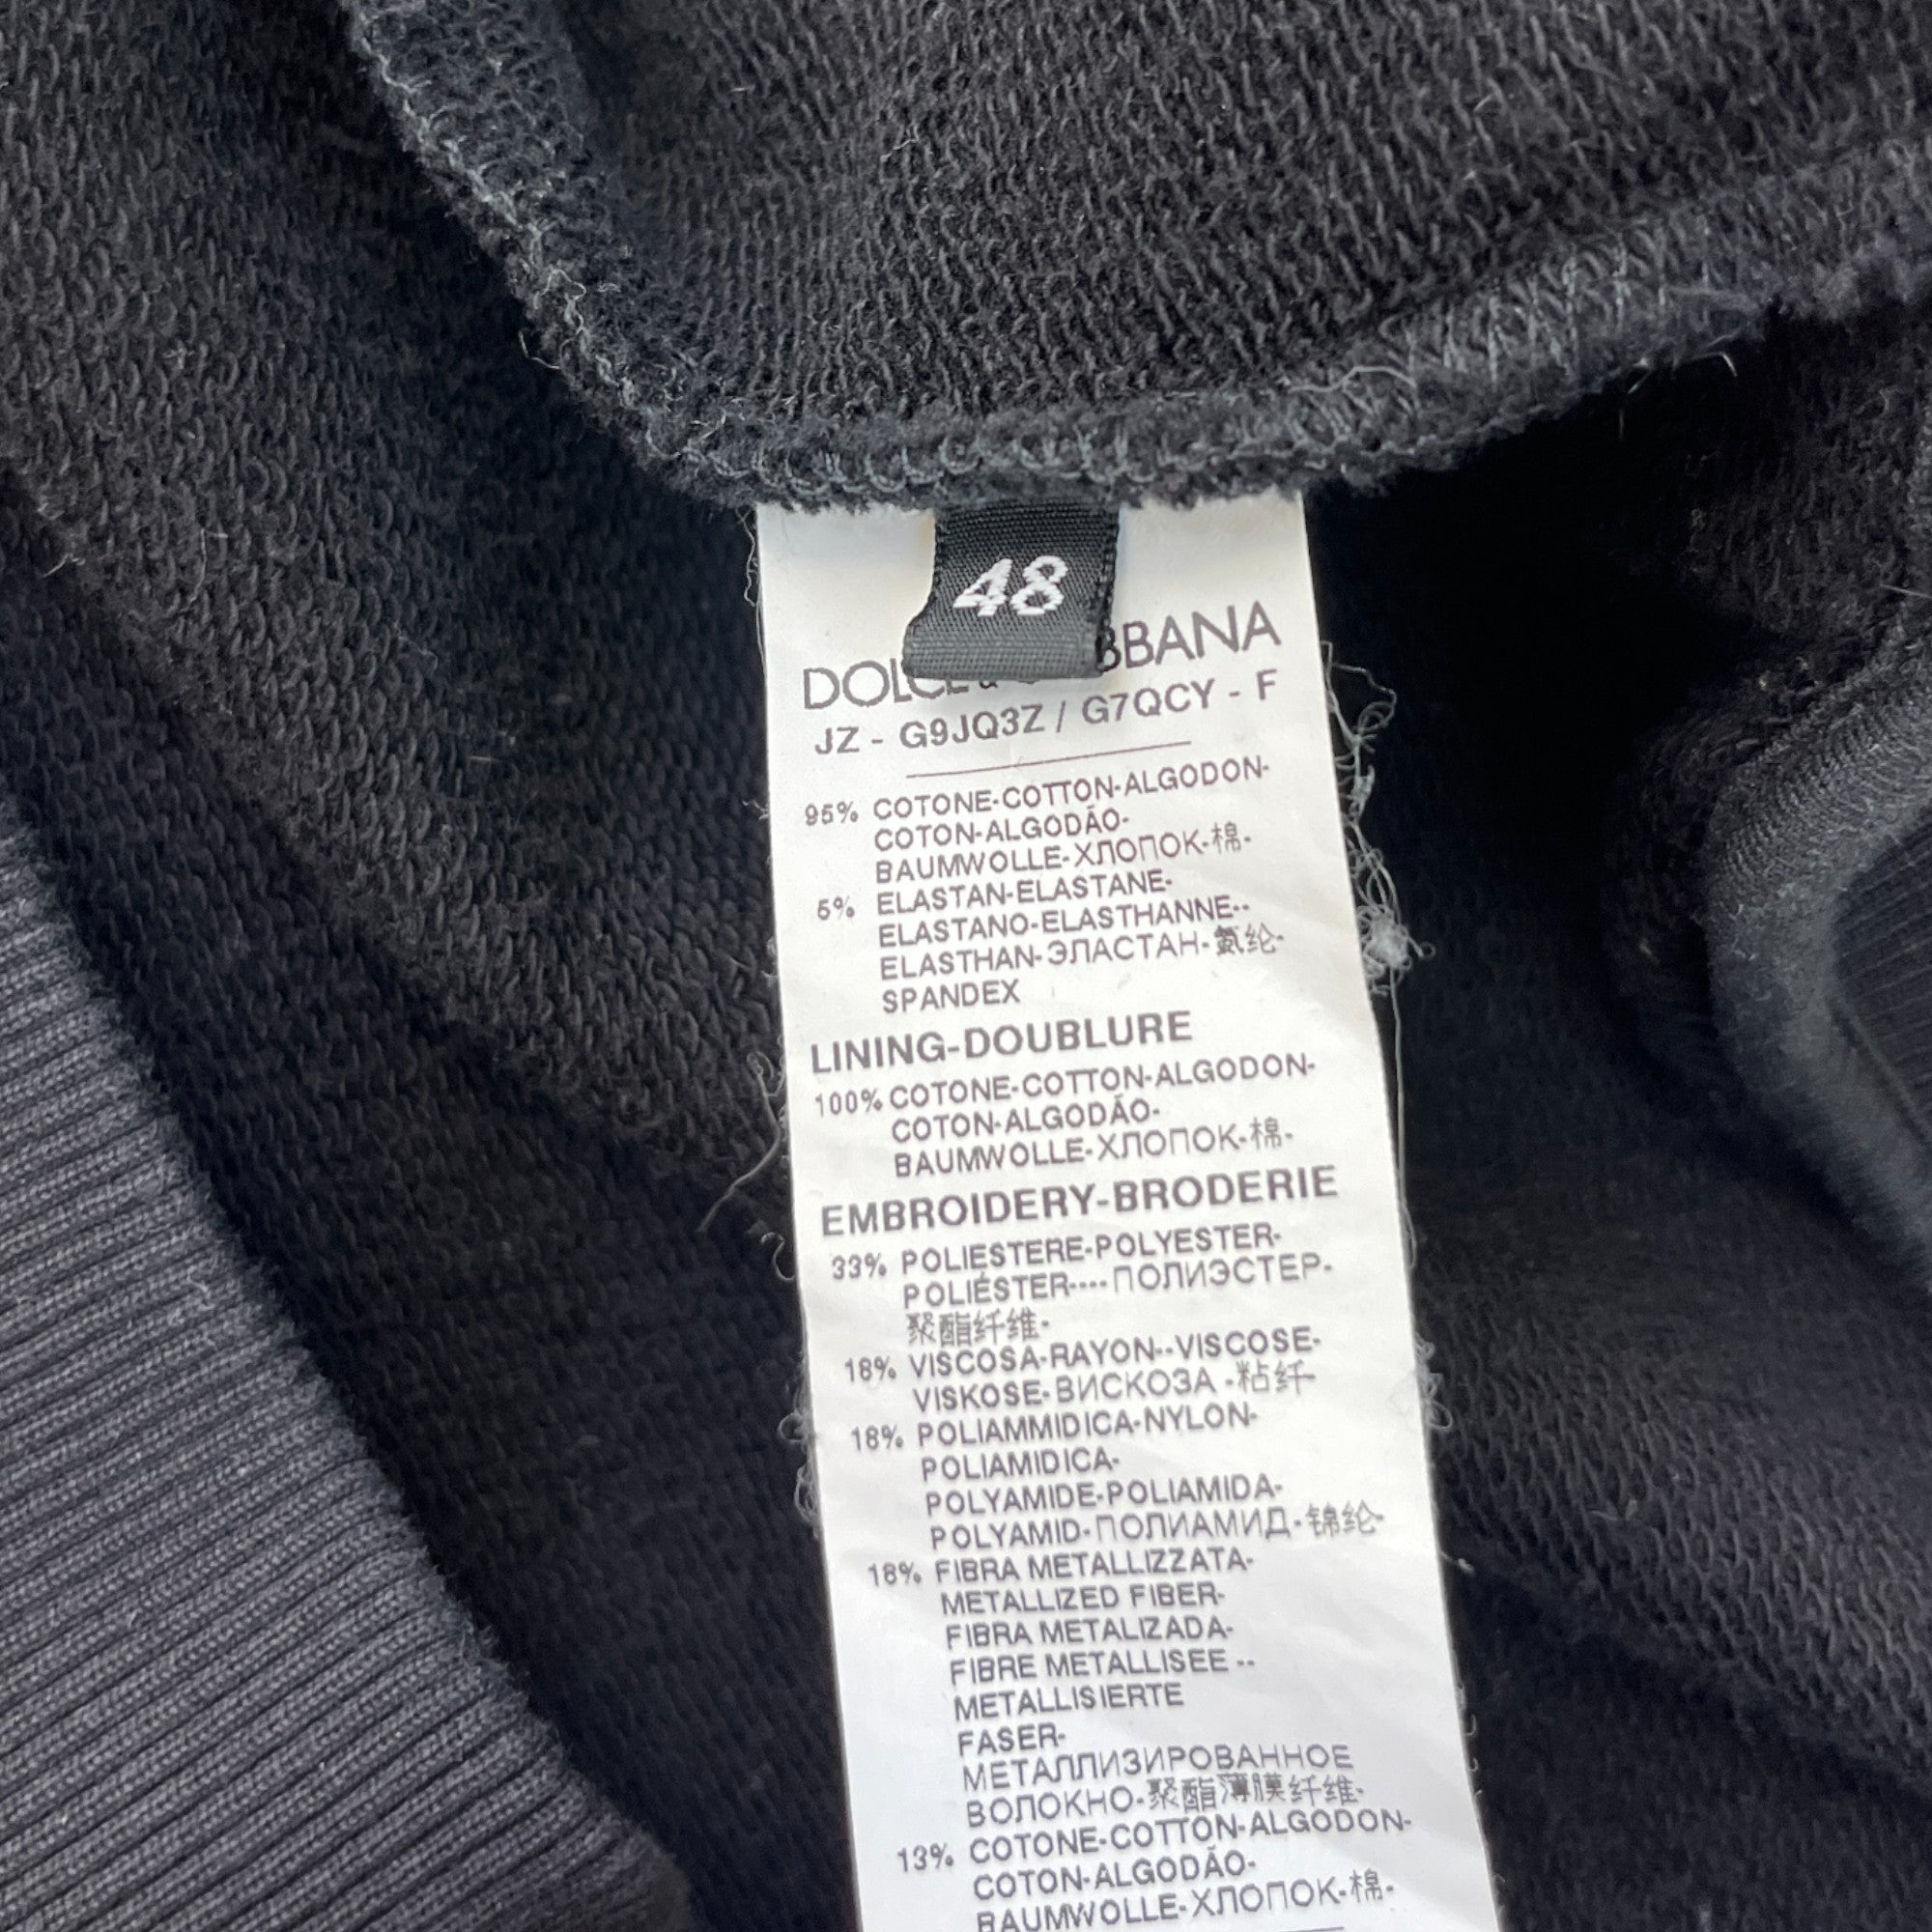 48
DOLCE & GABBANA
JZ - G9JQ3Z / G7QCY - F
95% COTONE-COTTON-ALGODON-
COTON-ALGODÃO-
BAUMWOLLE-ХЛОПОК-棉-
5% ELASTAN-ELASTANE-
ELASTANO-ELASTHANNE--
ELASTHAN-ЭЛАСТАН-氨纶-
SPANDEX
LINING-DOUBLURE
100% COTONE-COTTON-ALGODON-
COTON-ALGODÃO-
BAUMWOLLE-ХЛОПОК-棉-
EMBROIDERY-BRODERIE
33% POLIESTERE-POLYESTER-
POLIÉSTER----ПОЛИЭСТЕР-
聚酯纤维-
18% VISCOSA-RAYON--VISCOSE-
VISKOSE-ВИСКОЗА -粘纤-
18% POLIAMMIDICA-NYLON-
POLIAMIDICA-
POLYAMIDE-POLIAMIDA-
POLYAMID-ПОЛИАМИД-锦纶-
18% FIBRA METALLIZZATA-
METALLIZED FIBER-
FIBRA METALIZADA-
FIBRE METALLISEE --
METALLISIERTE
FASER-
МЕТАЛЛИЗИРОВАННОЕ
ВОЛОКНО-聚酯薄膜纤维-
13% COTONE-COTTON-ALGODON-
COTON-ALGODÃO-
BAUMWOLLE-ХЛОПОК-棉-